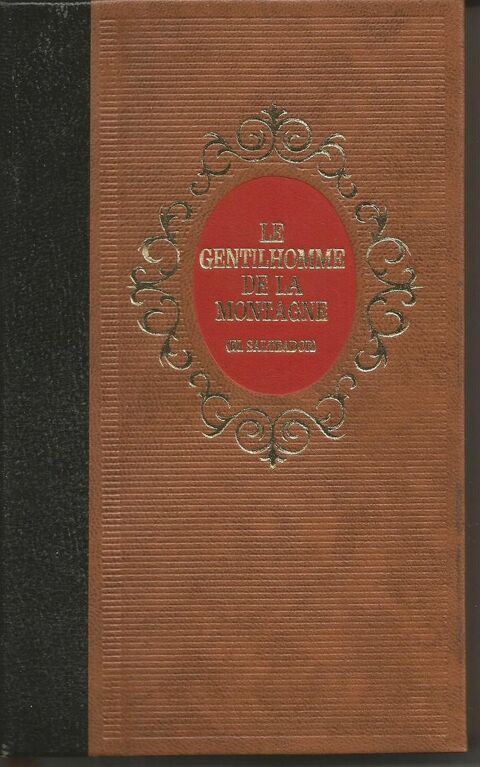 LE
GENTILHOMME
DE LA
MONTAGNE
(EL SALTEADOR)